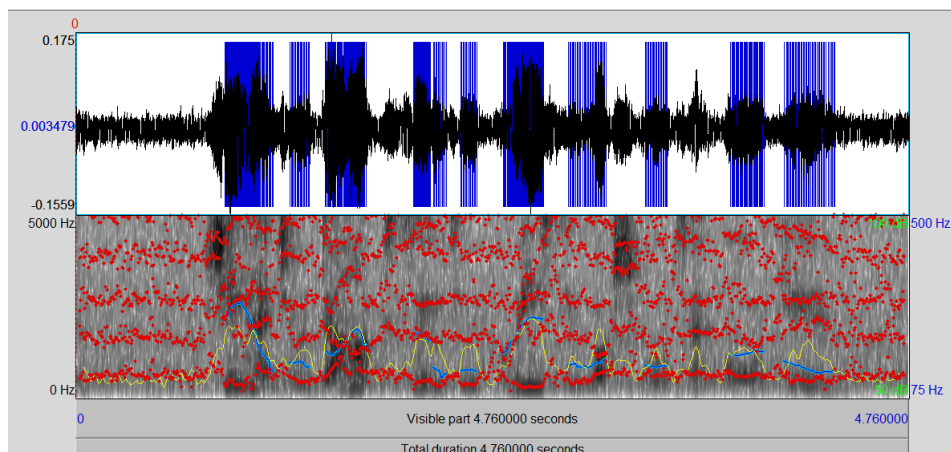 0
0.175
0.003479
-0.1559
5000 Hz 500 Hz
0 Hz 75 Hz
0 Visible part 4.760000 seconds 4.760000
Total duration 4.760000 seconds